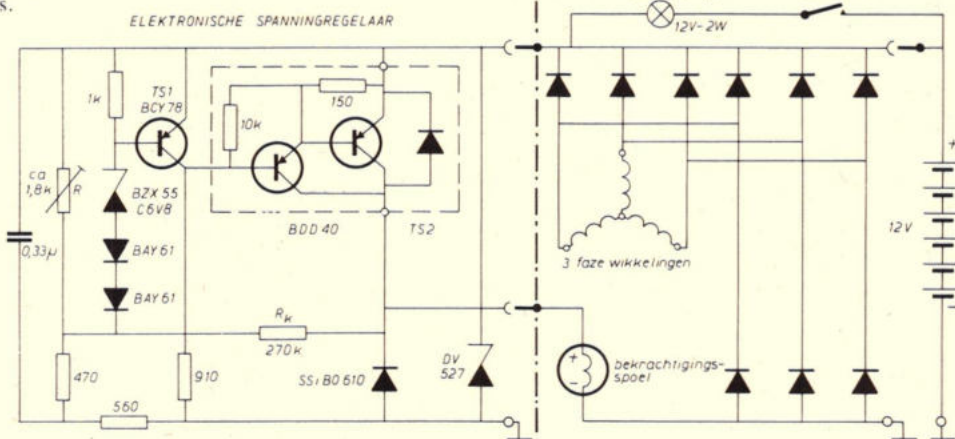 s.
ELEKTRONISCHE SPANNINGREGELAAR
12V-2W
1k
TS1
BCY 78
150
10k
ca
1,8k
R
BZX 55
C6V8
BDD 40
TS2
0,33μ
BAY 61
BAY 61
3 faze wikkelingen
+
12V
-
Rk
270k
470
910
SSi B0 610
DV
527
+
-
bekrachtigings-
spoel
560